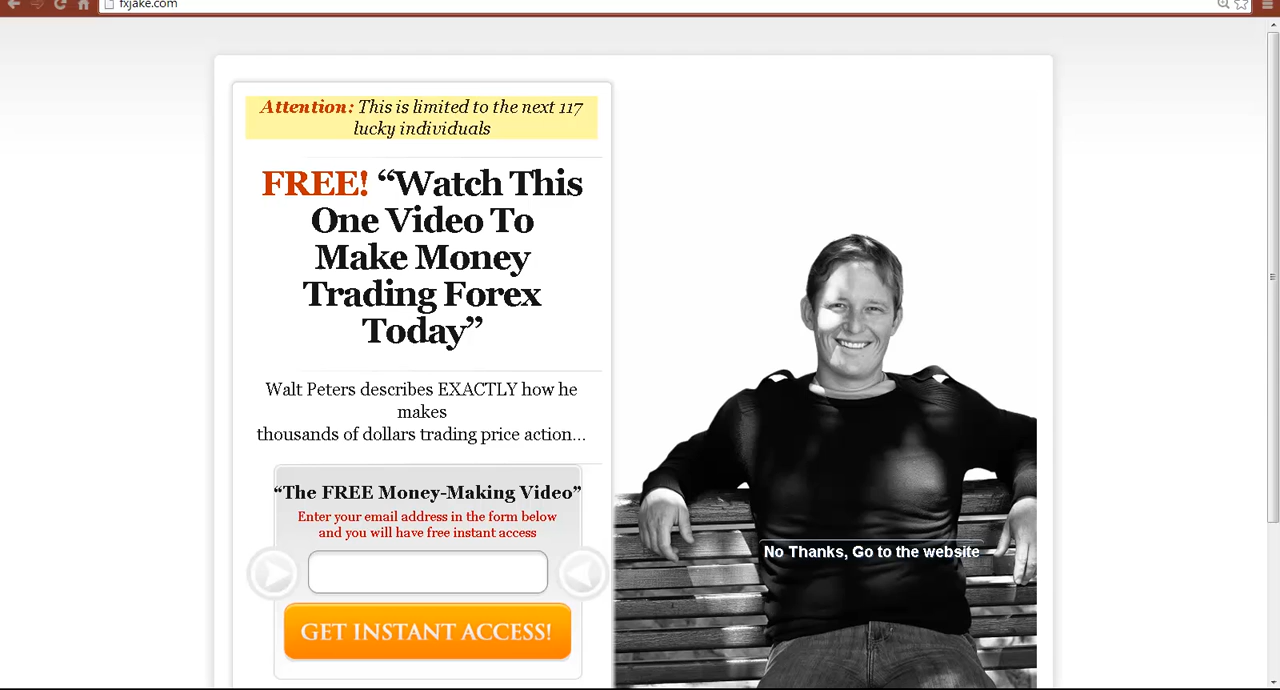 fxjake.com
Attention: This is limited to the next 117
lucky individuals
FREE! “Watch This
One Video To
Make Money
Trading Forex
Today”
Walt Peters describes EXACTLY how he
makes
thousands of dollars trading price action...
“The FREE Money-Making Video”
Enter your email address in the form below
and you will have free instant access
No Thanks, Go to the website
GET INSTANT ACCESS!